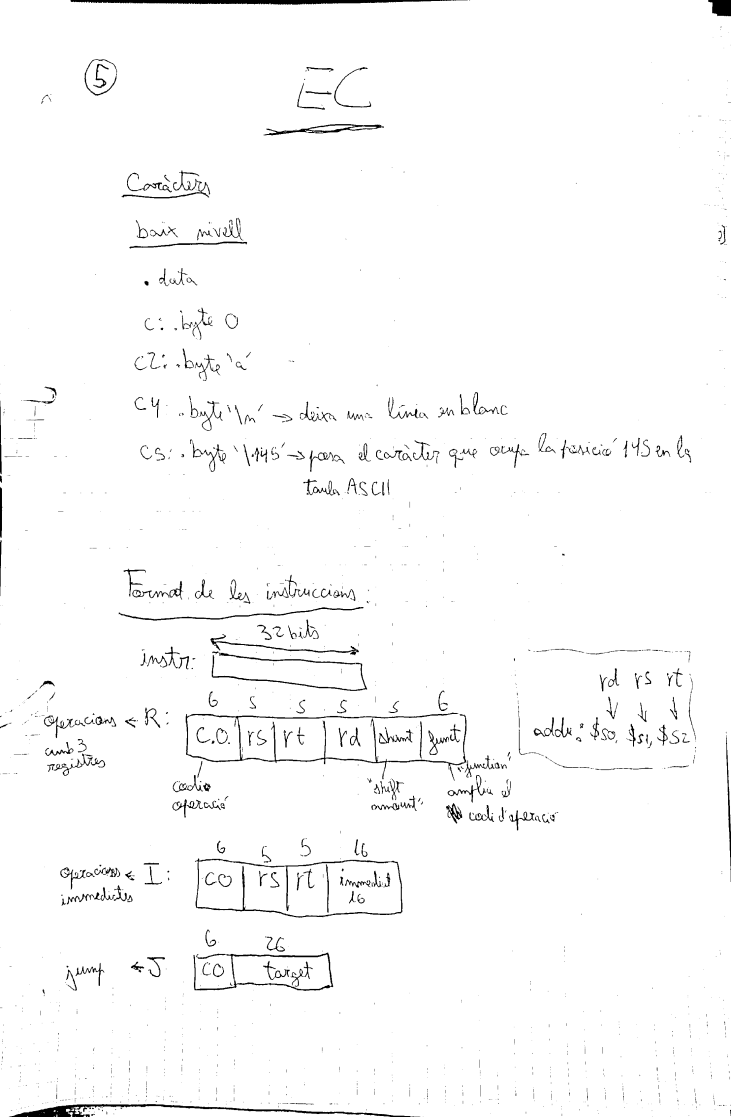 5
EC
Caràcters
baix nivell
.data
C: .byte 0
C2: .byte 'a'
C4: .byte '\n' → deixa una línia en blanc
C5: .byte '\145' → posa el caràcter que ocupa la posició 145 en la
taula ASCII
Format de les instruccions:
32 bits
instr:
6 5 5 5 5 6
operacions ← R: C.O. rs rt rd shamt funct
amb 3
registres
codi
operació
"shift
ammount"
"function"
amplia el
codi d'operació
rd rs rt
↓ ↓ ↓
addu: $s0, $s1, $s2
6 5 5 16
operacions ← I: CO rs rt immediat
immediates
16
6 26
jump ← J CO target